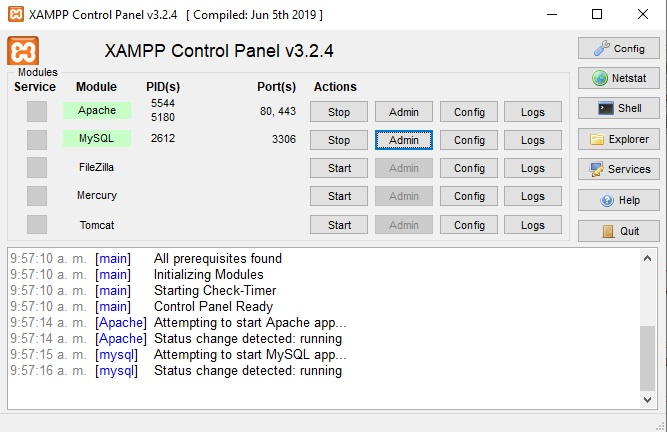 XAMPP Control Panel v3.2.4 [ Compiled: Jun 5th 2019 ]
XAMPP Control Panel v3.2.4
Config
Modules
Service Module PID(s) Port(s) Actions
Netstat
Apache 5544 5180 80, 443 Stop Admin Config Logs
Shell
MySQL 2612 3306 Stop Admin Config Logs
Explorer
FileZilla Start Admin Config Logs
Services
Mercury Start Admin Config Logs
Help
Tomcat Start Admin Config Logs
Quit
9:57:10 a. m. [main] All prerequisites found
9:57:10 a. m. [main] Initializing Modules
9:57:10 a. m. [main] Starting Check-Timer
9:57:10 a. m. [main] Control Panel Ready
9:57:14 a. m. [Apache] Attempting to start Apache app...
9:57:14 a. m. [Apache] Status change detected: running
9:57:15 a. m. [mysql] Attempting to start MySQL app...
9:57:16 a. m. [mysql] Status change detected: running